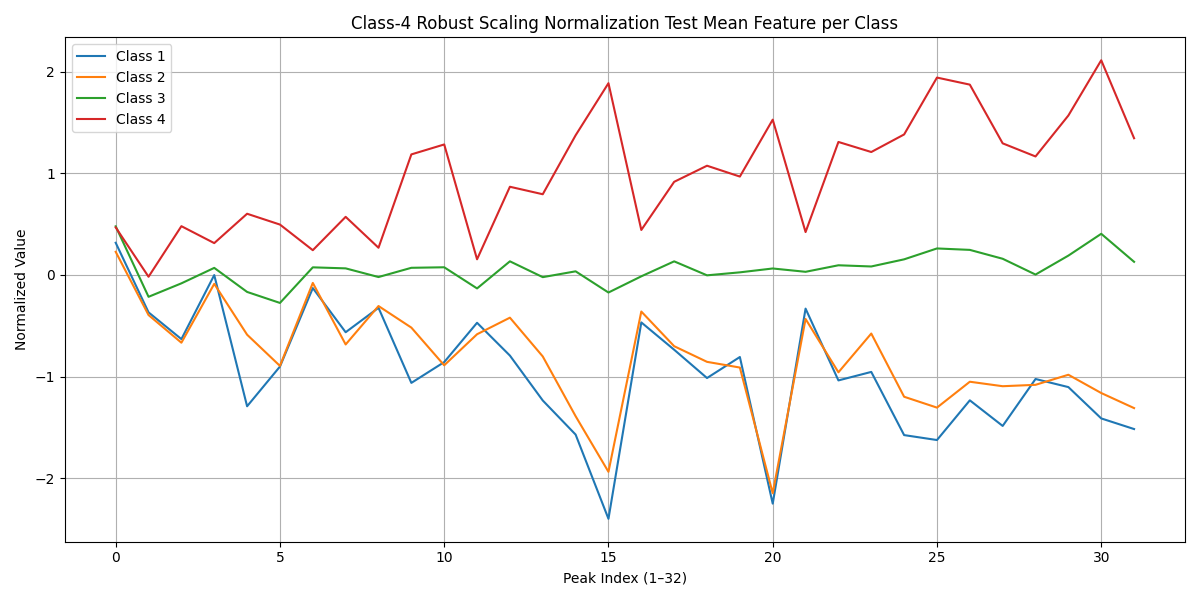 Class-4 Robust Scaling Normalization Test Mean Feature per Class
Class 1
Class 2
Class 3
Class 4
Normalized Value
2
1
0
−1
−2
0 5 10 15 20 25 30
Peak Index (1–32)